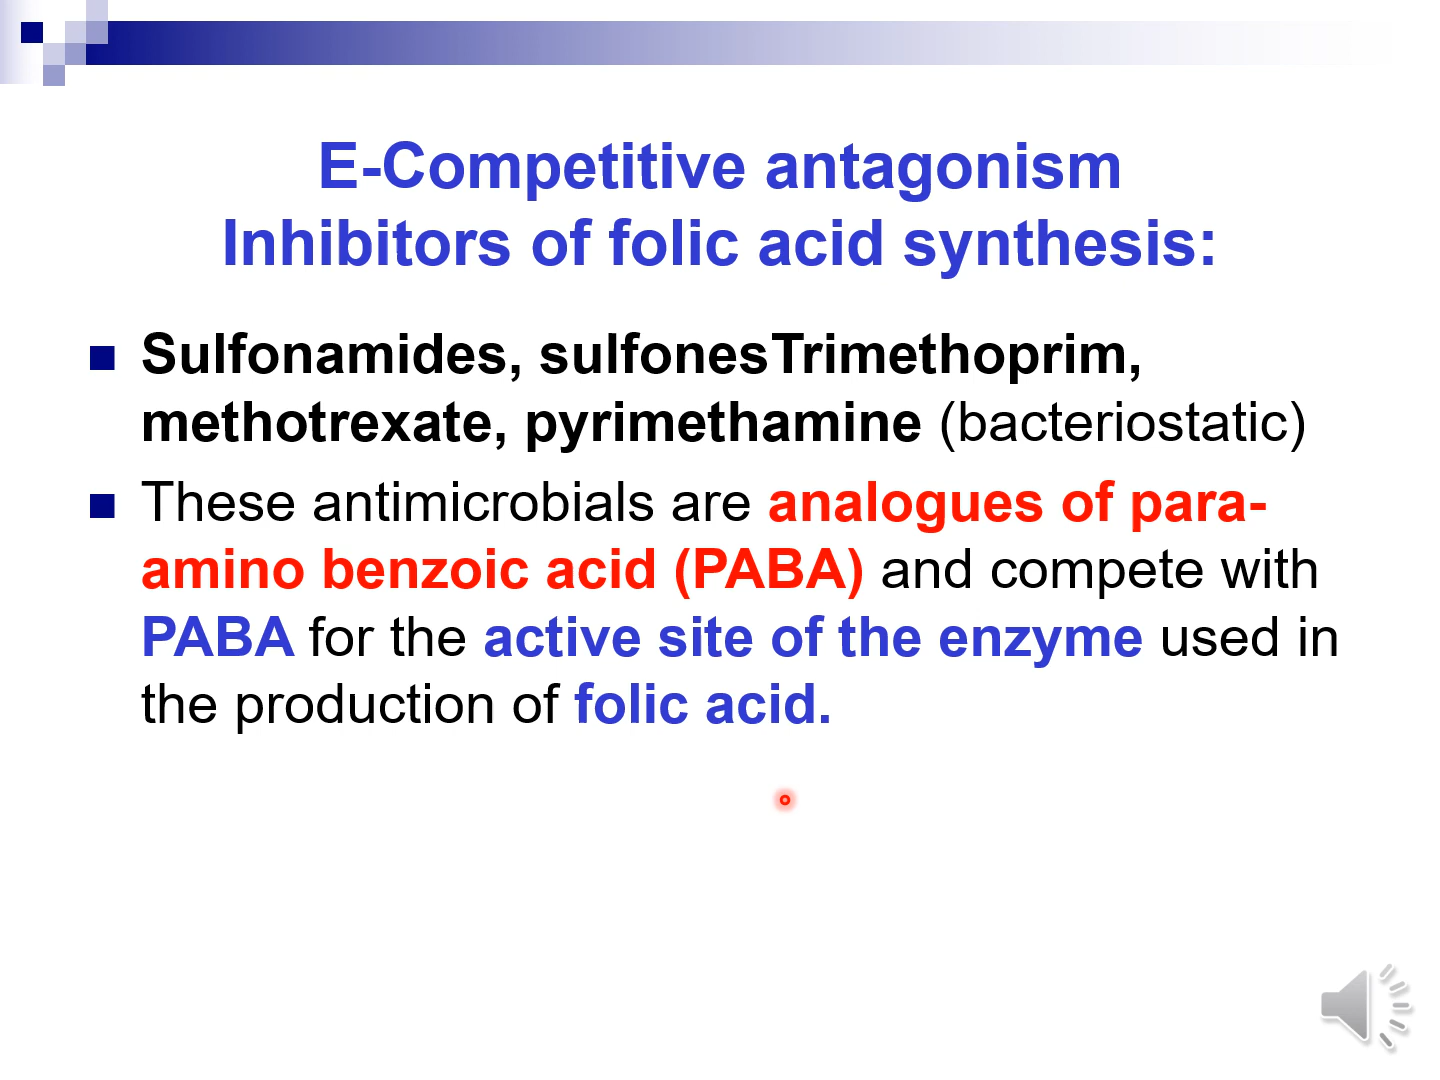 E-Competitive antagonism
Inhibitors of folic acid synthesis:
Sulfonamides, sulfones Trimethoprim,
methotrexate, pyrimethamine (bacteriostatic)
These antimicrobials are analogues of para-
amino benzoic acid (PABA) and compete with
PABA for the active site of the enzyme used in
the production of folic acid.